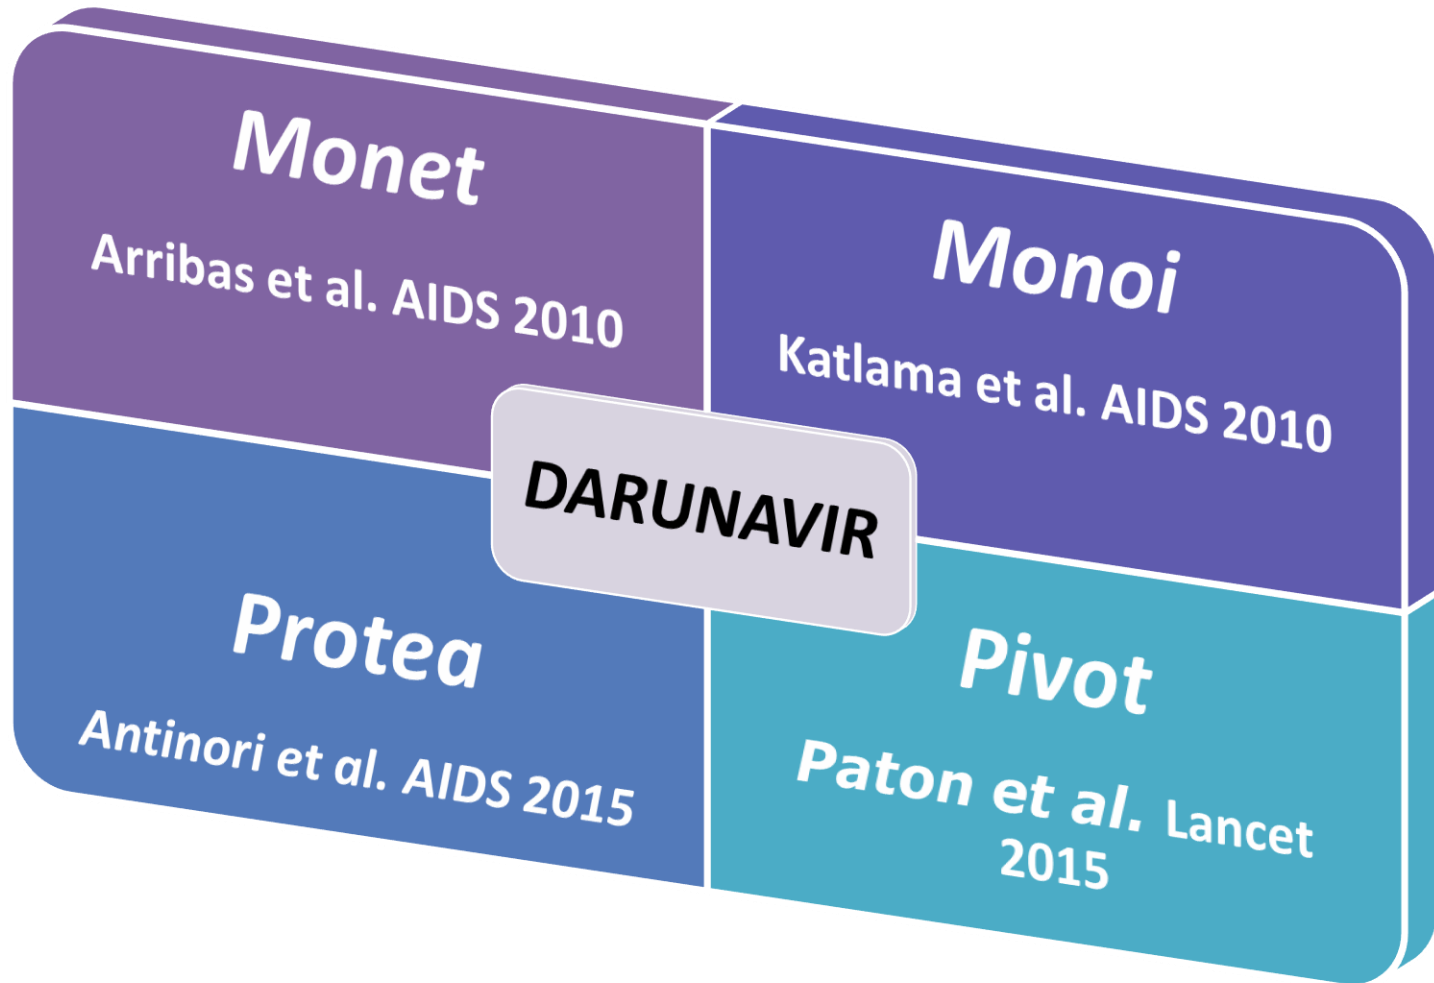 Monet
Arribas et al. AIDS 2010
Monoi
Katlama et al. AIDS 2010
DARUNAVIR
Protea
Antinori et al. AIDS 2015
Pivot
Paton et al. Lancet
2015